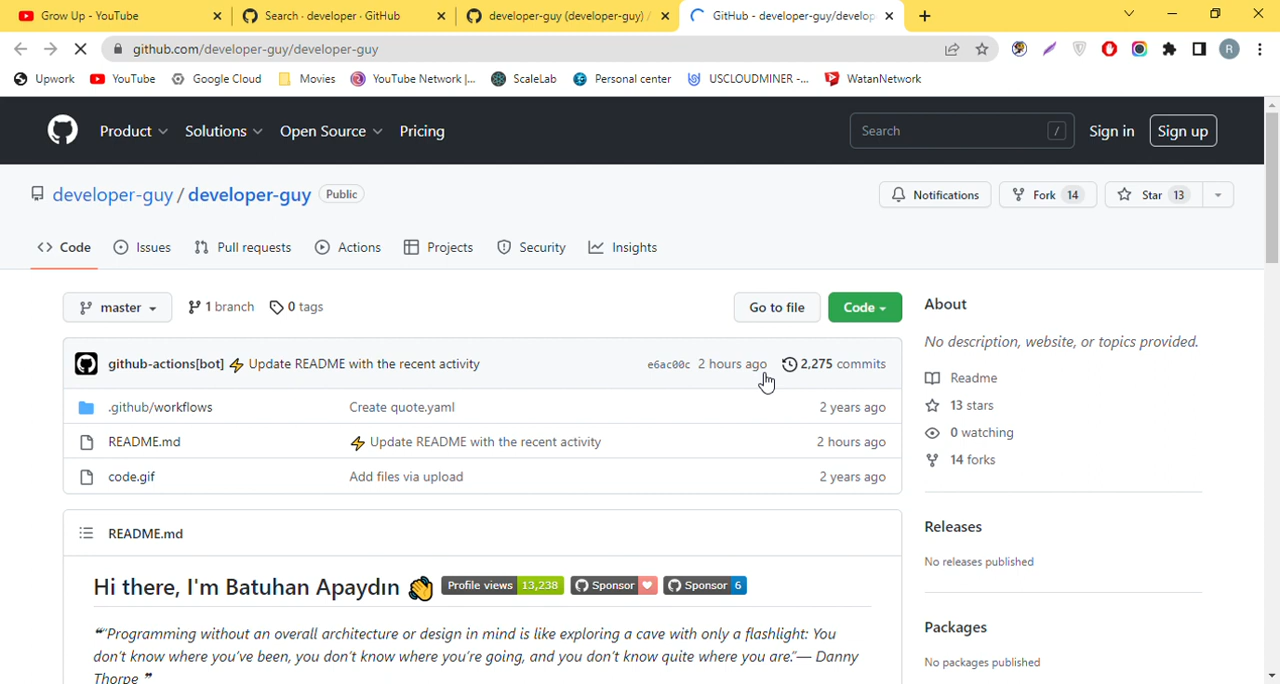 Grow Up - YouTube
Search · developer · GitHub
developer-guy (developer-guy) /
GitHub - developer-guy/develop
github.com/developer-guy/developer-guy
R
Upwork
YouTube
Google Cloud
Movies
YouTube Network |...
ScaleLab
Personal center
USCLOUDMINER -...
WatanNetwork
Product
Solutions
Open Source
Pricing
Search /
Sign in
Sign up
developer-guy / developer-guy Public
Notifications
Fork 14
Star 13
Code
Issues
Pull requests
Actions
Projects
Security
Insights
master
1 branch
0 tags
Go to file
Code
github-actions[bot] ⚡ Update README with the recent activity e6ac00c 2 hours ago 2,275 commits
.github/workflows Create quote.yaml 2 years ago
README.md ⚡ Update README with the recent activity 2 hours ago
code.gif Add files via upload 2 years ago
README.md
Hi there, I'm Batuhan Apaydın 👋 Profile views 13,238 Sponsor Sponsor 6
❝"Programming without an overall architecture or design in mind is like exploring a cave with only a flashlight: You
don't know where you've been, you don't know where you're going, and you don't know quite where you are."— Danny
Thorpe ❞
About
No description, website, or topics provided.
Readme
13 stars
0 watching
14 forks
Releases
No releases published
Packages
No packages published